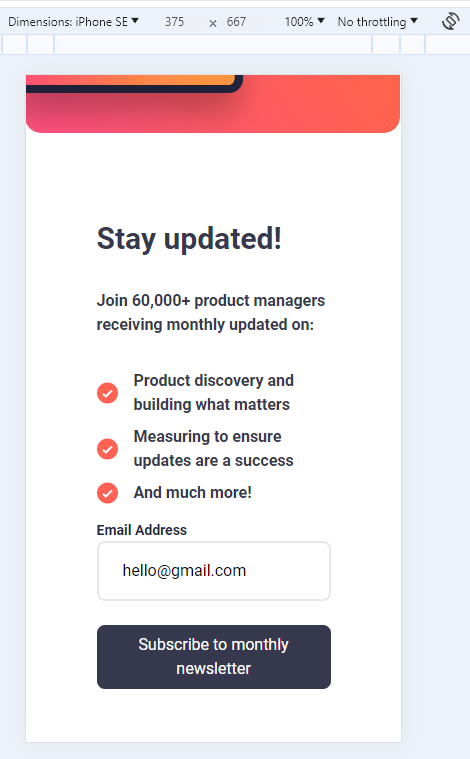 Dimensions: iPhone SE ▼ 375 × 667 100% ▼ No throttling ▼
Stay updated!
Join 60,000+ product managers
receiving monthly updated on:
Product discovery and
building what matters
Measuring to ensure
updates are a success
And much more!
Email Address
hello@gmail.com
Subscribe to monthly
newsletter